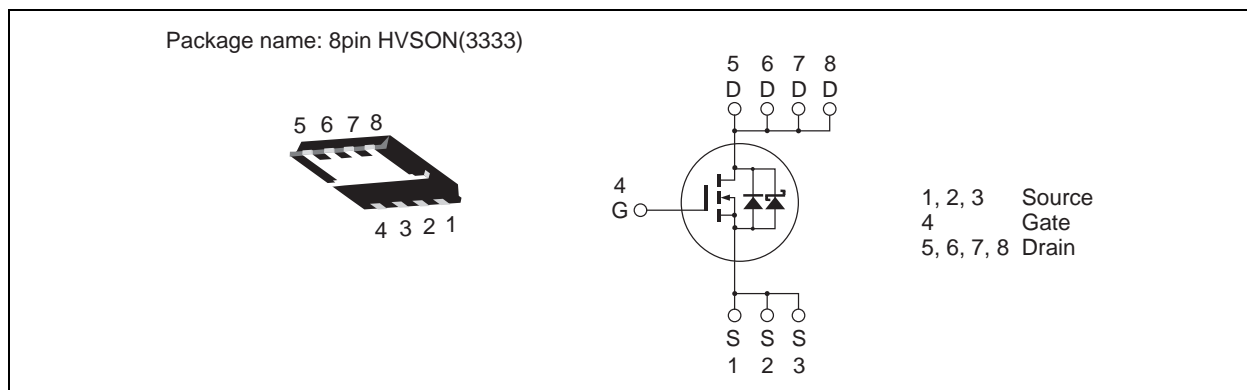 Package name: 8pin HVSON(3333)
5 6 7 8
4 3 2 1
5 6 7 8
D D D D
4
G
S S S
1 2 3
1, 2, 3 Source
4 Gate
5, 6, 7, 8 Drain